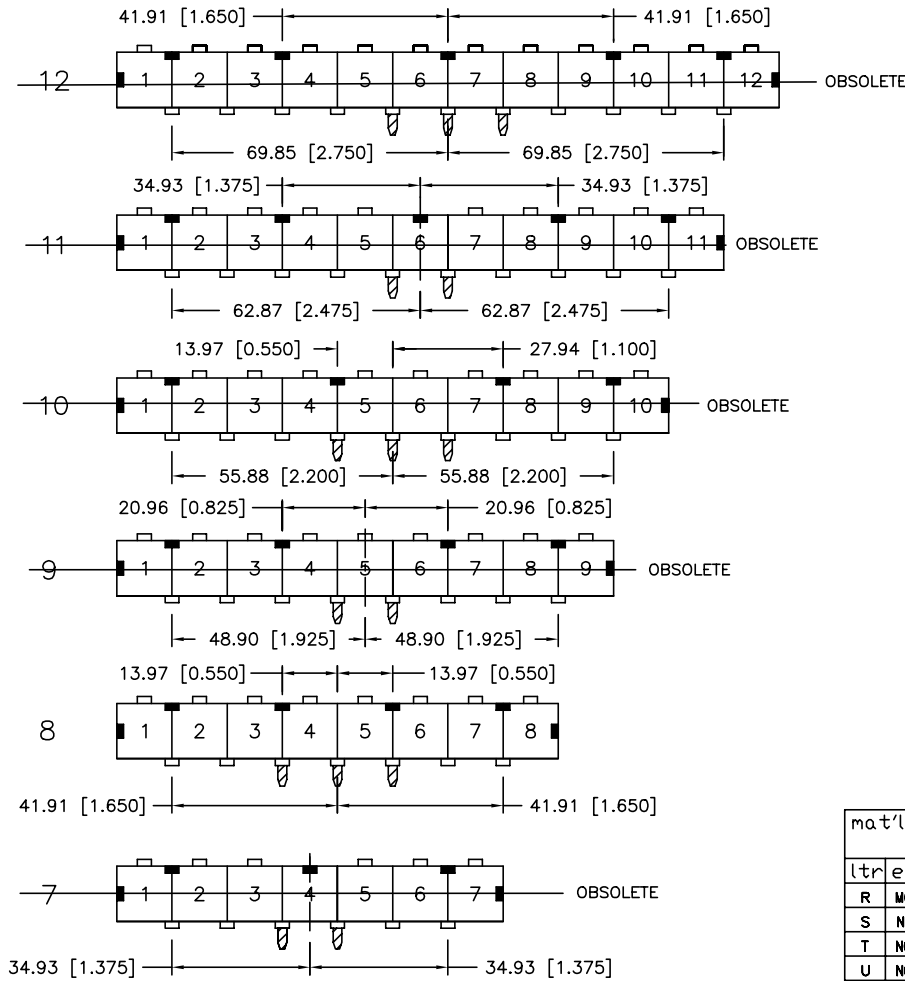 41.91 [1.650] 41.91 [1.650]
12 1 2 3 4 5 6 7 8 9 10 11 12 OBSOLETE
69.85 [2.750] 69.85 [2.750]
34.93 [1.375] 34.93 [1.375]
11 1 2 3 4 5 6 7 8 9 10 11 OBSOLETE
62.87 [2.475] 62.87 [2.475]
13.97 [0.550] 27.94 [1.100]
10 1 2 3 4 5 6 7 8 9 10 OBSOLETE
55.88 [2.200] 55.88 [2.200]
20.96 [0.825] 20.96 [0.825]
9 1 2 3 4 5 6 7 8 9 OBSOLETE
48.90 [1.925] 48.90 [1.925]
13.97 [0.550] 13.97 [0.550]
8 1 2 3 4 5 6 7 8
41.91 [1.650] 41.91 [1.650]
7 1 2 3 4 5 6 7 OBSOLETE
34.93 [1.375] 34.93 [1.375]
mat'l
ltr
R
S N
T
U